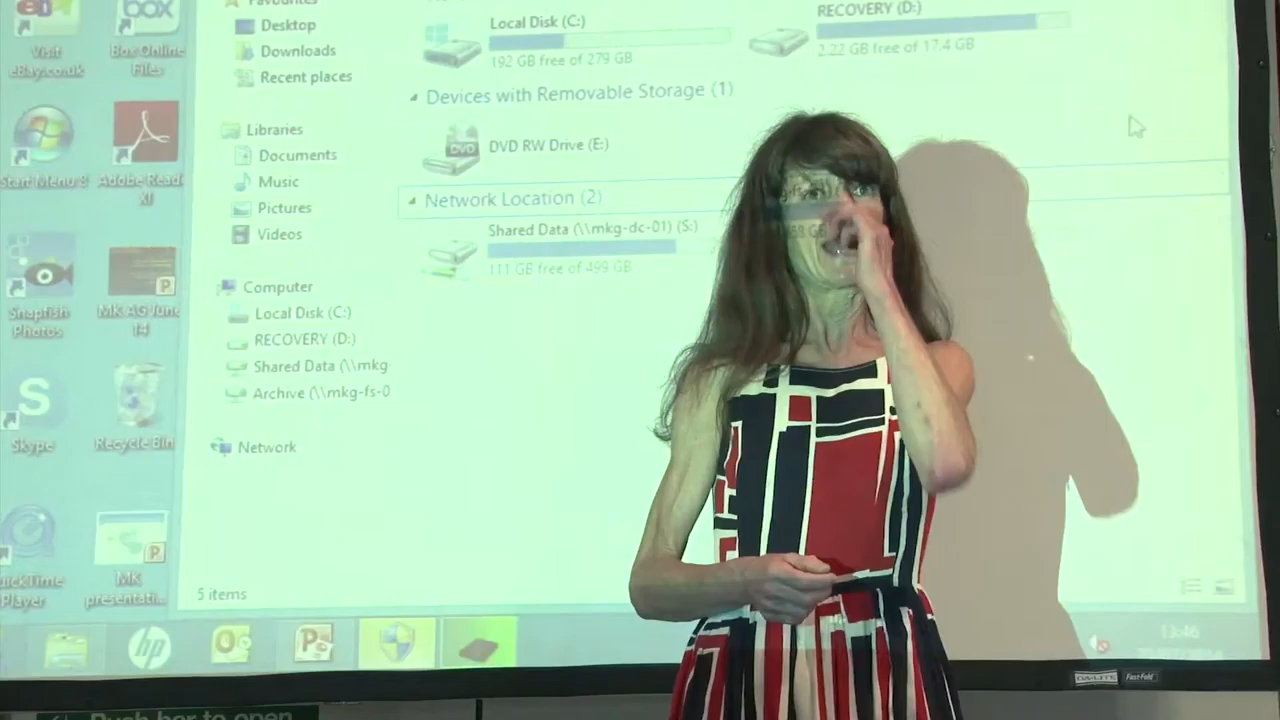 Visit
eBay.co.uk
box
Box Online
Files
Start Menu 8
Adobe Read
XI
Snapfish
Photos
MK AG June
14
S
Skype
Recycle Bin
QuickTime
Player
MK
presentati...
Favourites
Desktop
Downloads
Recent places
Libraries
Documents
Music
Pictures
Videos
Computer
Local Disk (C:)
RECOVERY (D:)
Shared Data (\\mkg-
Archive (\\mkg-fs-0
Network
5 items
Local Disk (C:)
192 GB free of 279 GB
RECOVERY (D:)
2.22 GB free of 17.4 GB
Devices with Removable Storage (1)
DVD
DVD RW Drive (E:)
Network Location (2)
Shared Data (\\mkg-dc-01) (S:)
111 GB free of 499 GB
hp
13:46
DA-LITE Fast-Fold
Push bar to open